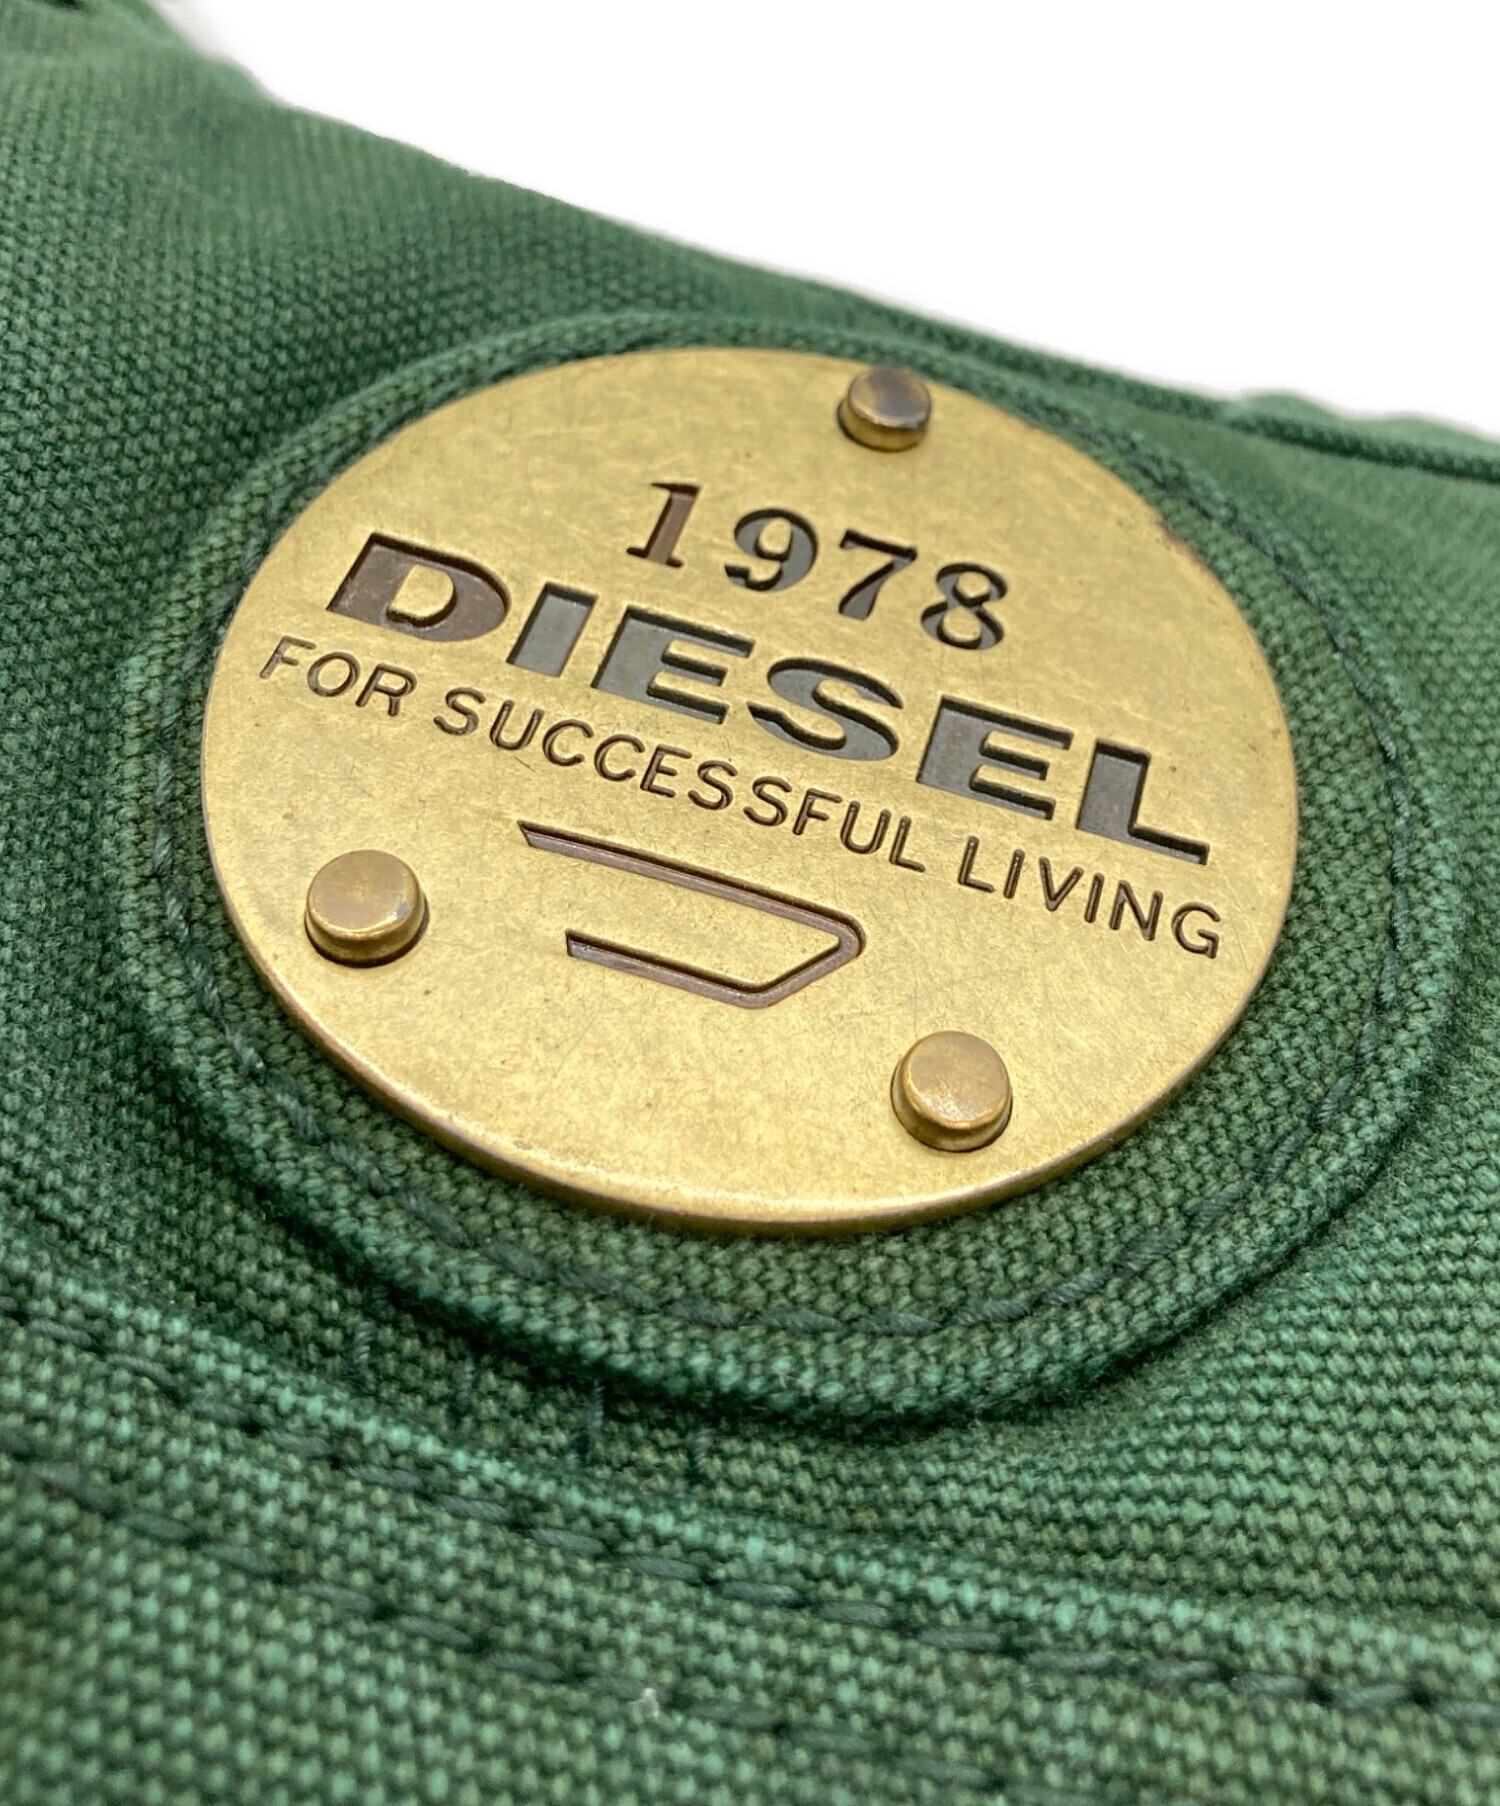 1978
DIESEL
FOR SUCCESSFUL LIVING